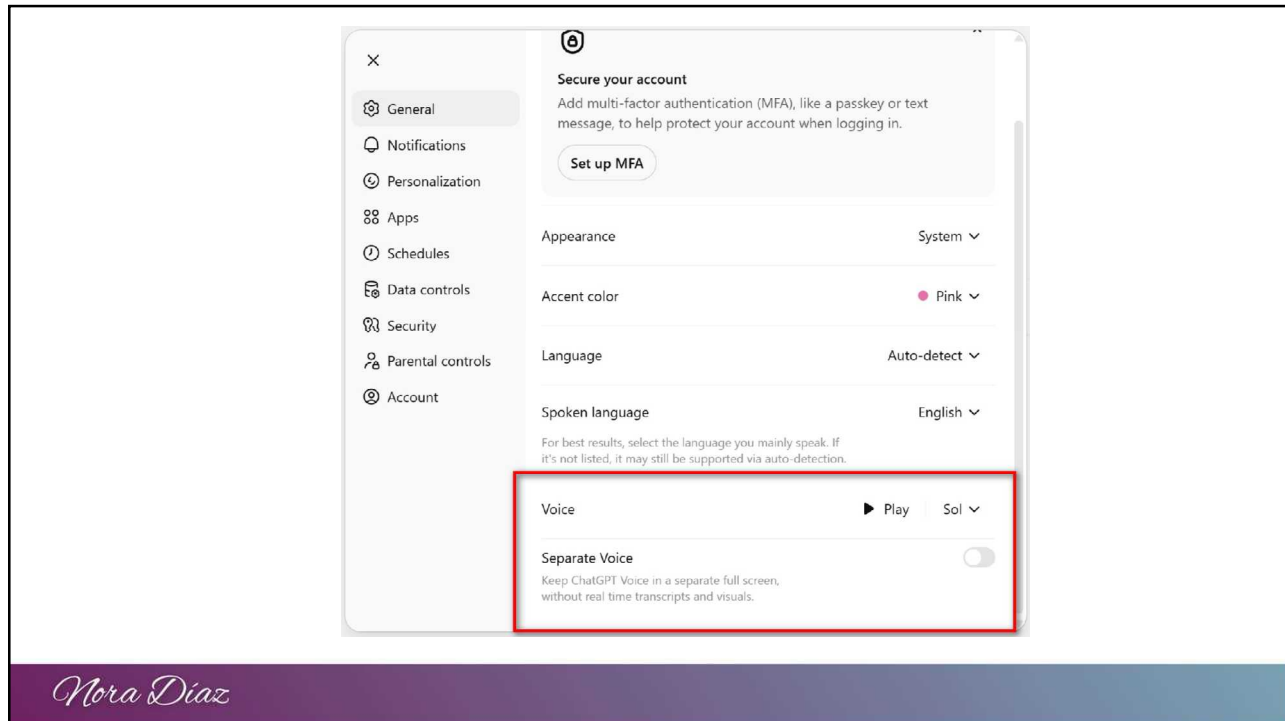 Secure your account
Add multi-factor authentication (MFA), like a passkey or text
message, to help protect your account when logging in.
Set up MFA
General
Notifications
Personalization
Apps
Schedules
Data controls
Security
Parental controls
Account
Appearance
System
Accent color
Pink
Language
Auto-detect
Spoken language
English
For best results, select the language you mainly speak. If
it's not listed, it may still be supported via auto-detection.
Voice
Play
Sol
Separate Voice
Keep ChatGPT Voice in a separate full screen,
without real time transcripts and visuals.
Nora Díaz